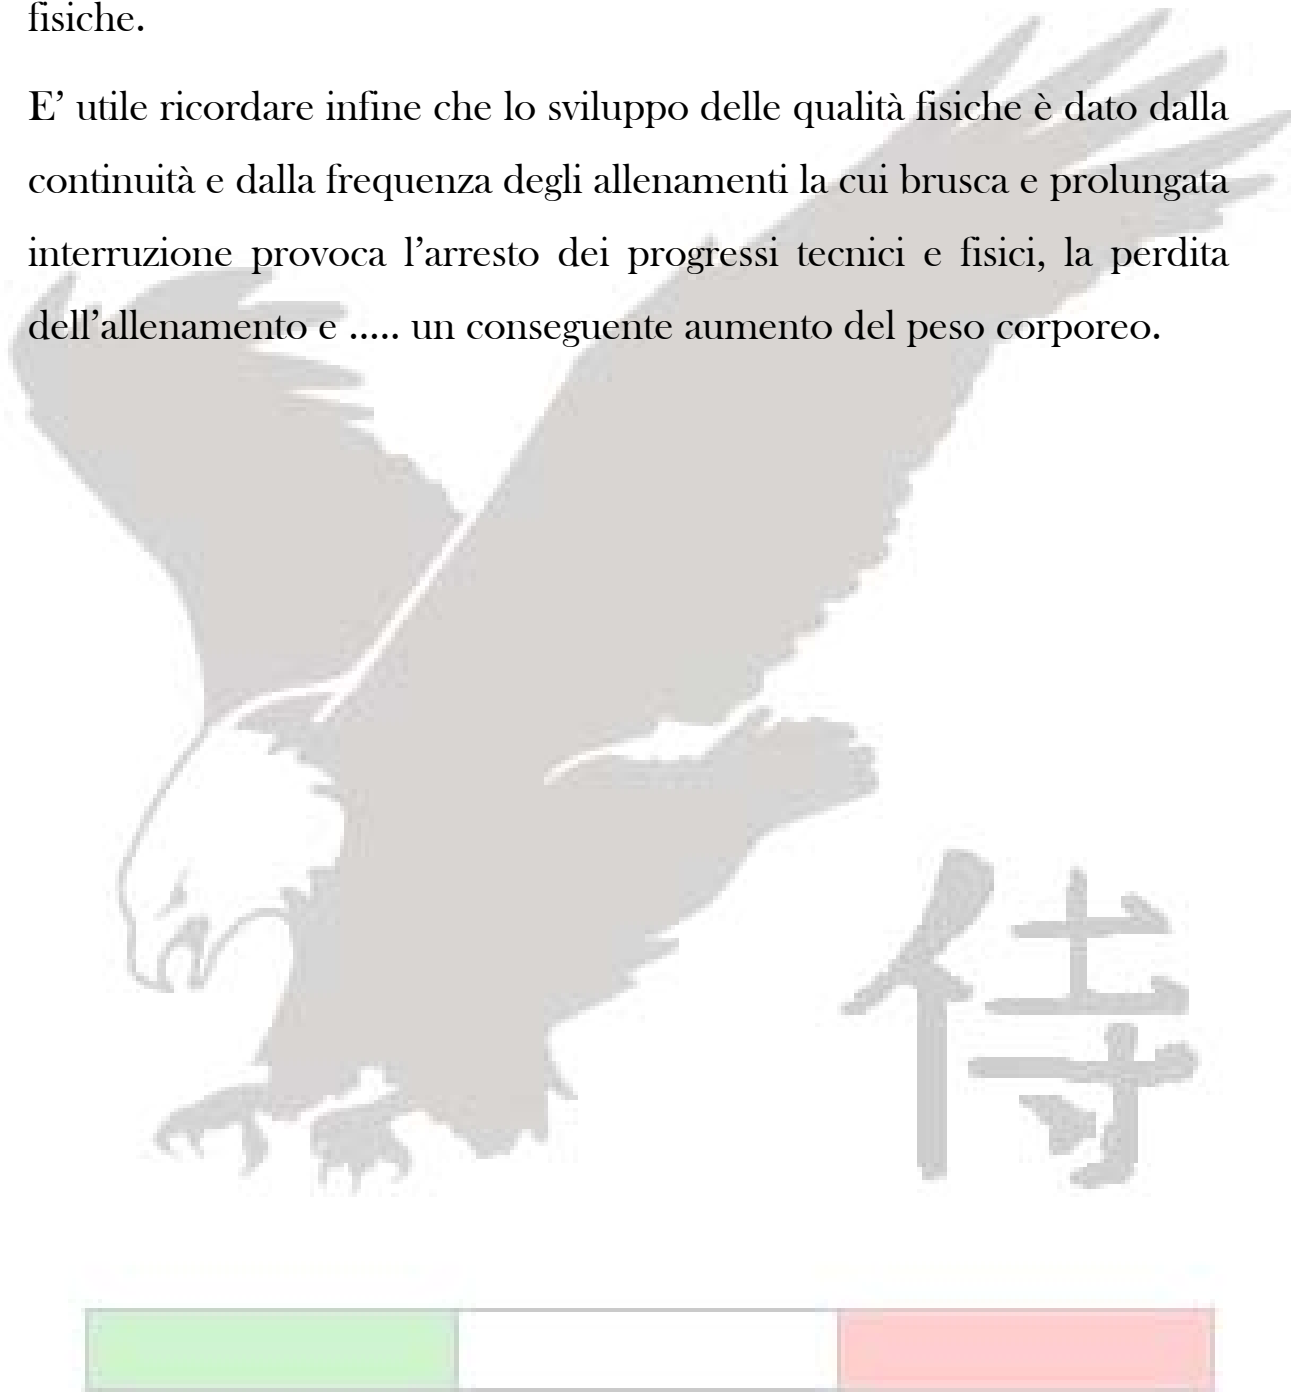 fisiche.
E’ utile ricordare infine che lo sviluppo delle qualità fisiche è dato dalla
continuità e dalla frequenza degli allenamenti la cui brusca e prolungata
interruzione provoca l’arresto dei progressi tecnici e fisici, la perdita
dell’allenamento e ..... un conseguente aumento del peso corporeo.
侍